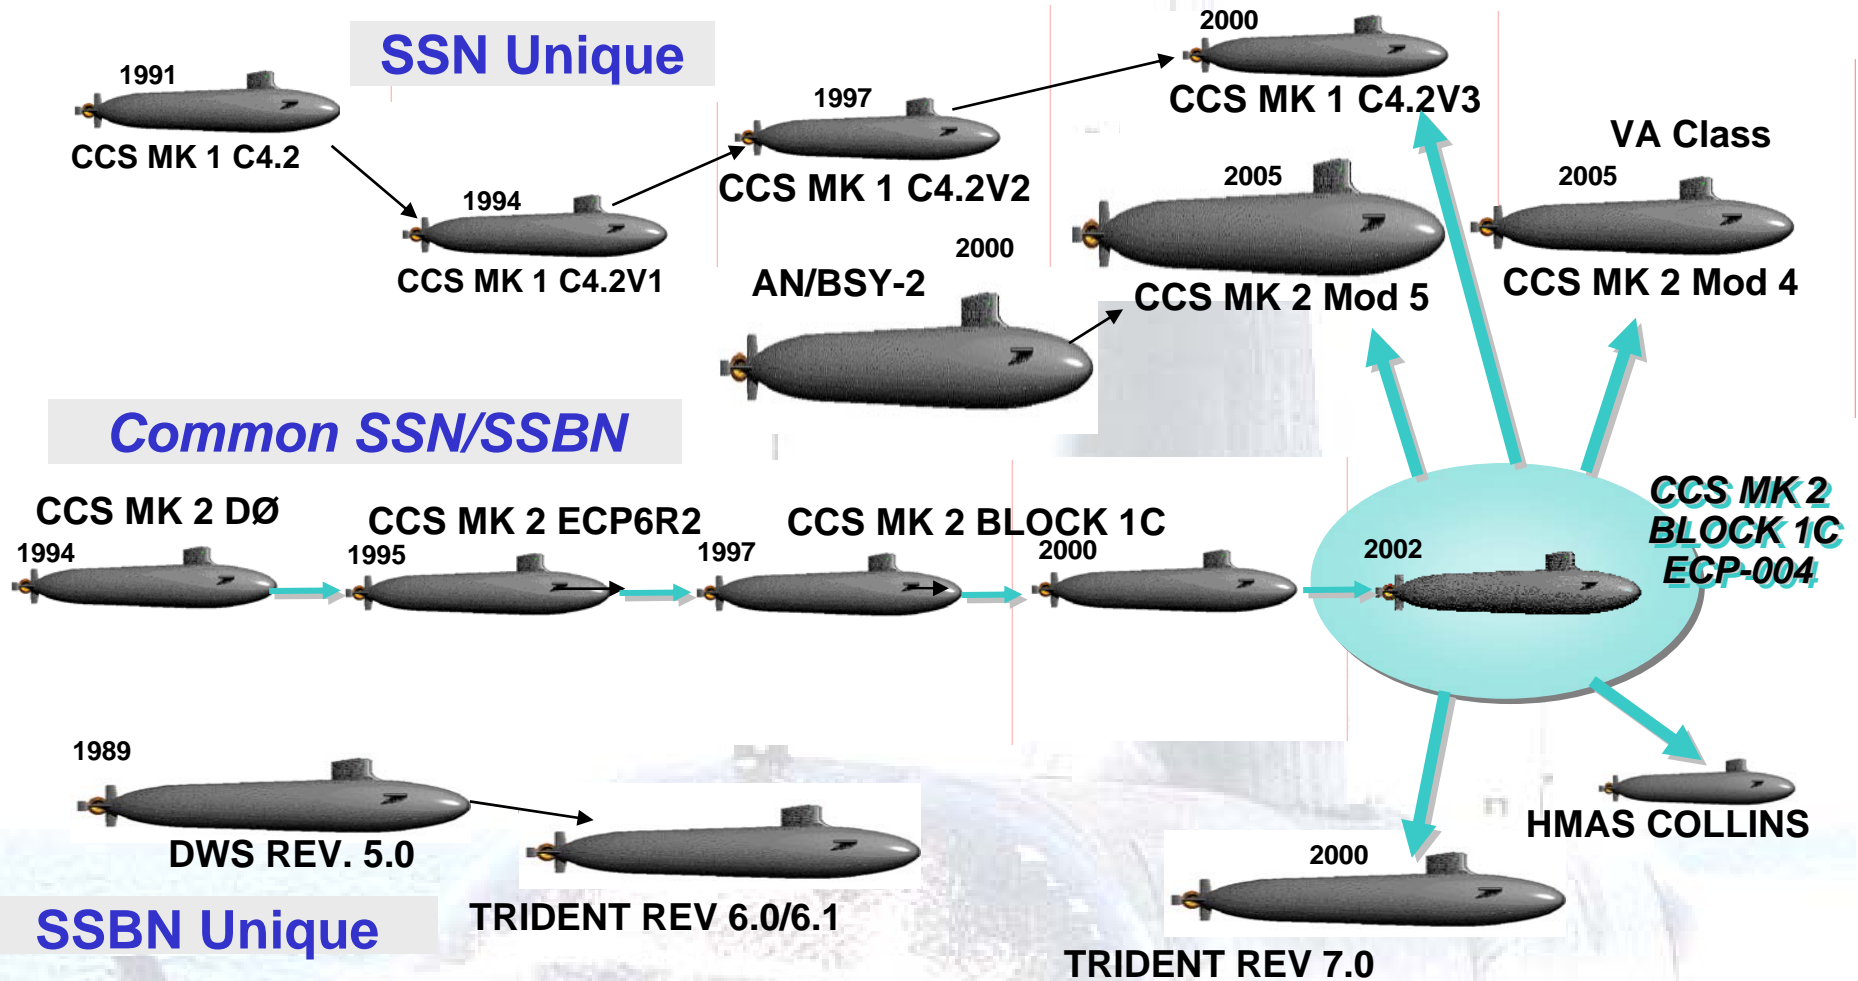 2000
SSN Unique
1991
CCS MK 1 C4.2V3
1997
CCS MK 1 C4.2
VA Class
1994
CCS MK 1 C4.2V2
2005
2005
CCS MK 1 C4.2V1
2000
AN/BSY-2
CCS MK 2 Mod 5
CCS MK 2 Mod 4
Common SSN/SSBN
CCS MK 2 DØ
CCS MK 2 ECP6R2
CCS MK 2 BLOCK 1C
CCS MK 2
BLOCK 1C
ECP-004
1994
1995
1997
2000
2002
1989
DWS REV. 5.0
HMAS COLLINS
2000
TRIDENT REV 6.0/6.1
SSBN Unique
TRIDENT REV 7.0